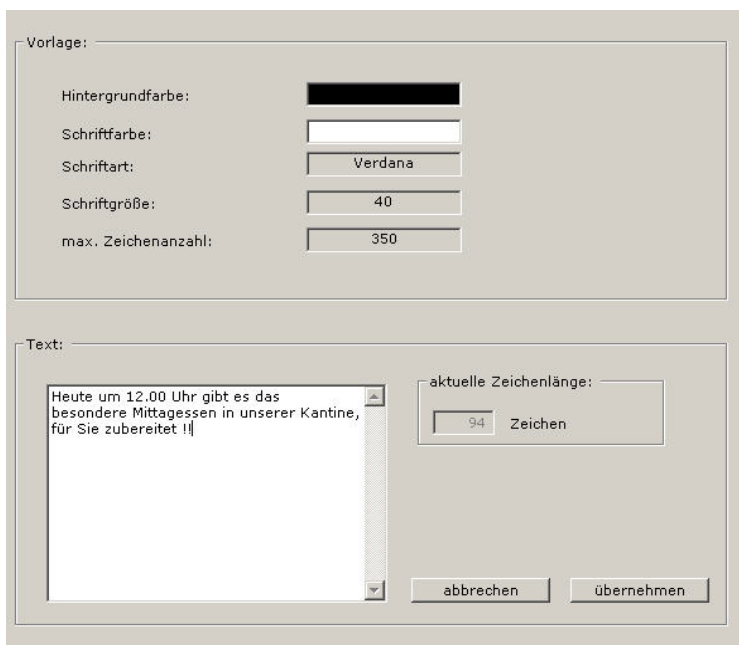 Vorlage:
Hintergrundfarbe:
Schriftfarbe:
Schriftart: Verdana
Schriftgröße: 40
max. Zeichenanzahl: 350
Text:
Heute um 12.00 Uhr gibt es das
besondere Mittagessen in unserer Kantine,
für Sie zubereitet !!
aktuelle Zeichenlänge:
94 Zeichen
abbrechen übernehmen